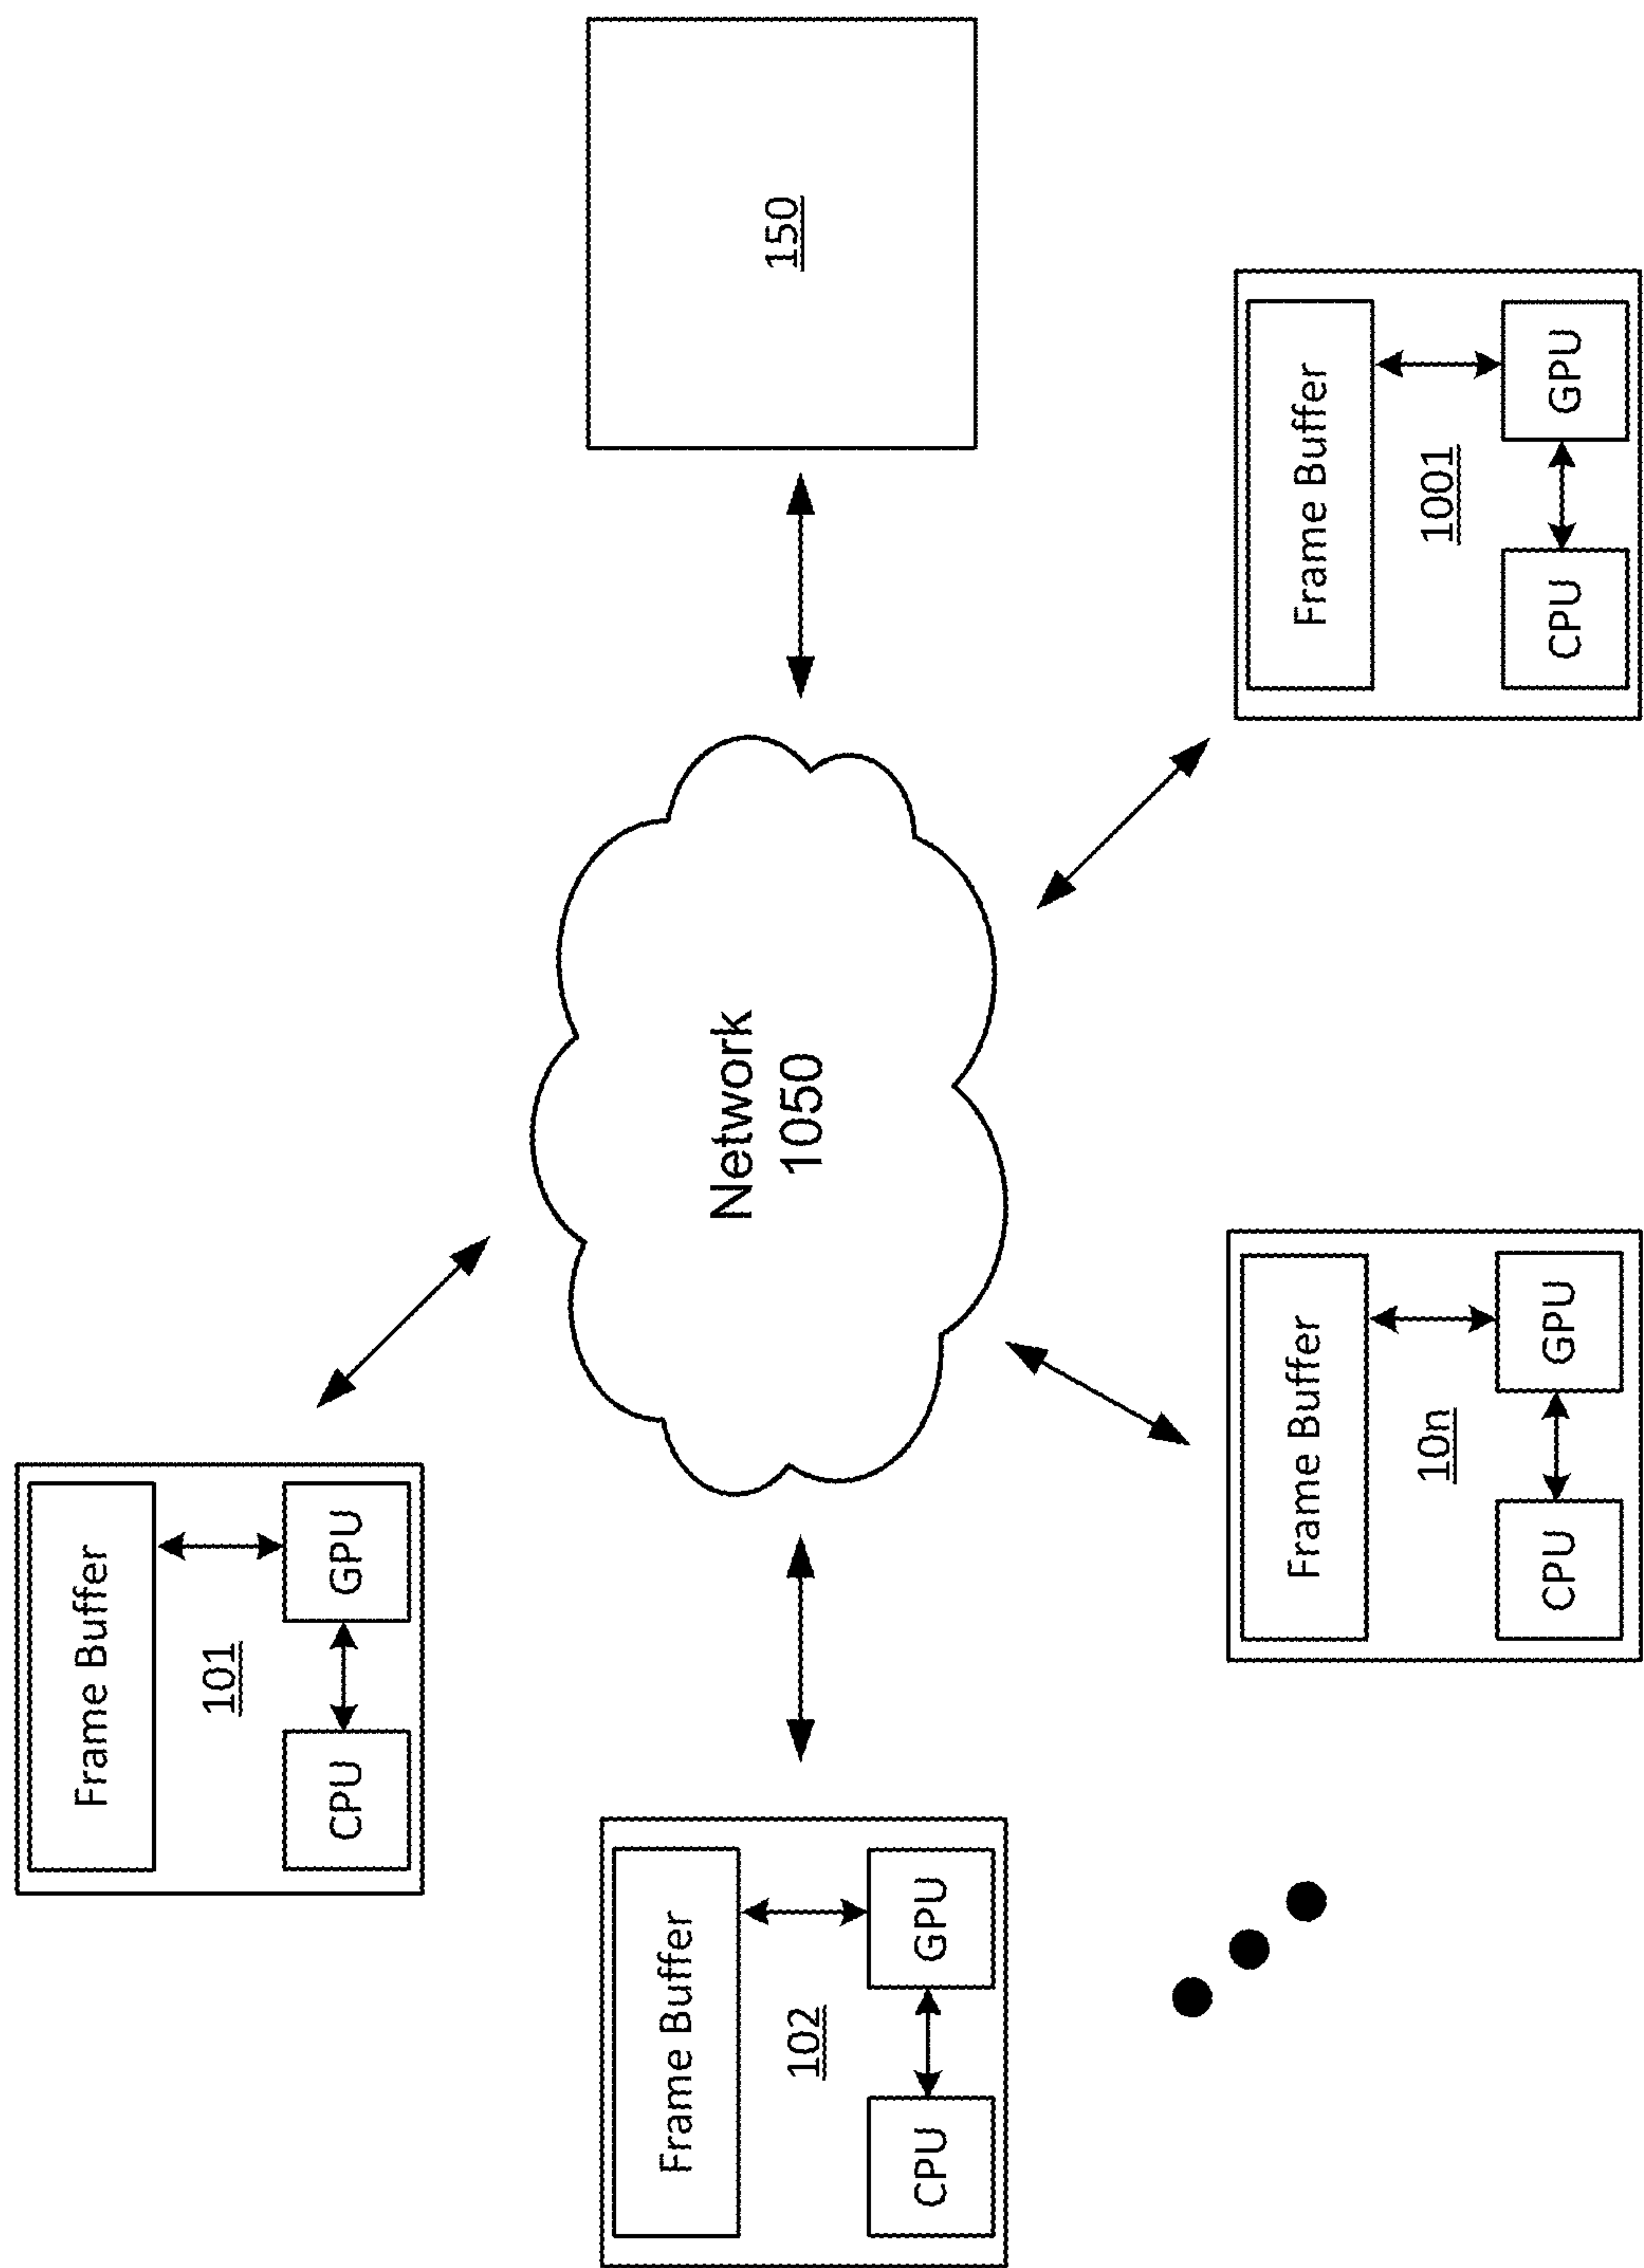 Frame Buffer
101
CPU
GPU
Frame Buffer
102
CPU
GPU
Network
1050
150
Frame Buffer
10n
CPU
GPU
Frame Buffer
1001
CPU
GPU